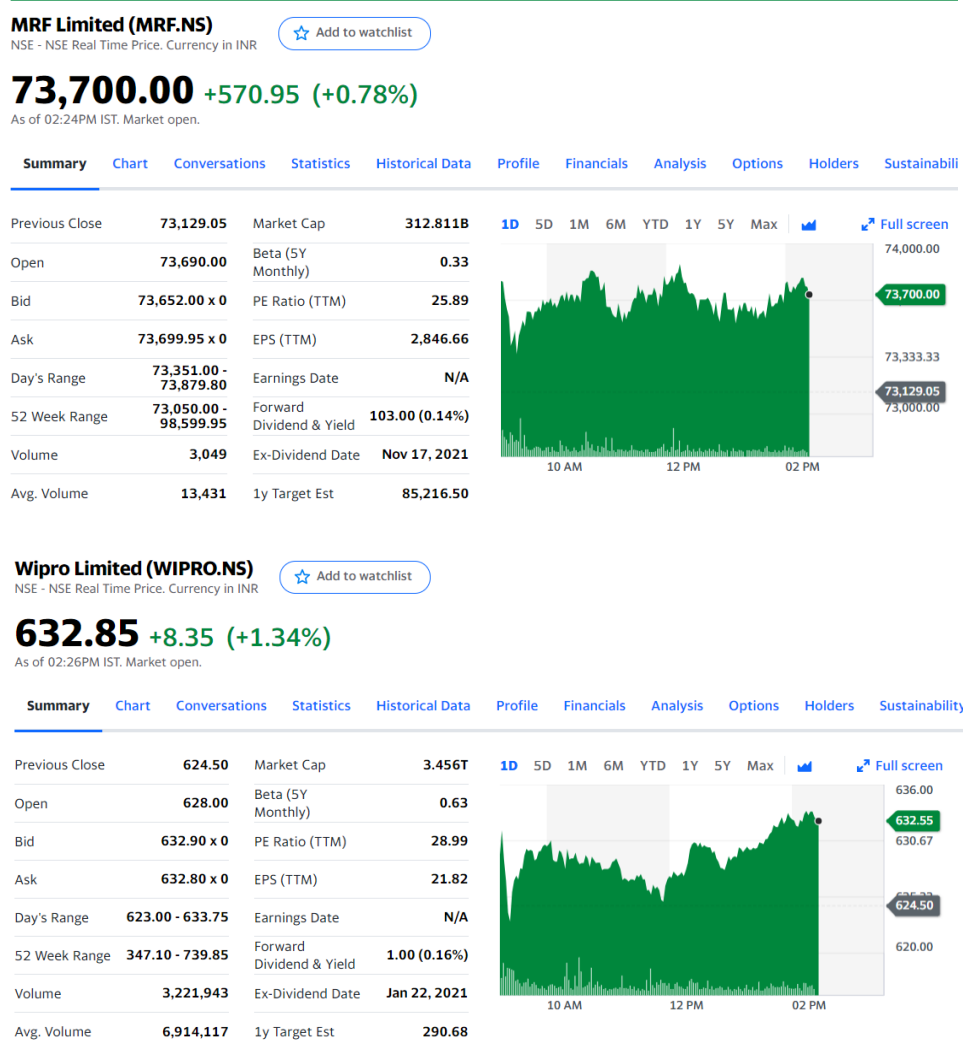 MRF Limited (MRF.NS)
Add to watchlist
NSE - NSE Real Time Price. Currency in INR
73,700.00 +570.95 (+0.78%)
As of 02:24PM IST. Market open.
Summary Chart Conversations Statistics Historical Data Profile Financials Analysis Options Holders Sustainabili
Previous Close 73,129.05
Open 73,690.00
Bid 73,652.00 x 0
Ask 73,699.95 x 0
Day's Range 73,351.00 -
73,879.80
52 Week Range 73,050.00 -
98,599.95
Volume 3,049
Avg. Volume 13,431
Market Cap 312.811B
Beta (5Y
Monthly) 0.33
PE Ratio (TTM) 25.89
EPS (TTM) 2,846.66
Earnings Date N/A
Forward
Dividend & Yield 103.00 (0.14%)
Ex-Dividend Date Nov 17, 2021
1y Target Est 85,216.50
1D 5D 1M 6M YTD 1Y 5Y Max Full screen
74,000.00
73,700.00
73,333.33
73,129.05
73,000.00
10 AM 12 PM 02 PM
Wipro Limited (WIPRO.NS)
Add to watchlist
NSE - NSE Real Time Price. Currency in INR
632.85 +8.35 (+1.34%)
As of 02:26PM IST. Market open.
Summary Chart Conversations Statistics Historical Data Profile Financials Analysis Options Holders Sustainability
Previous Close 624.50
Open 628.00
Bid 632.90 x 0
Ask 632.80 x 0
Day's Range 623.00 - 633.75
52 Week Range 347.10 - 739.85
Volume 3,221,943
Avg. Volume 6,914,117
Market Cap 3.456T
Beta (5Y
Monthly) 0.63
PE Ratio (TTM) 28.99
EPS (TTM) 21.82
Earnings Date N/A
Forward
Dividend & Yield 1.00 (0.16%)
Ex-Dividend Date Jan 22, 2021
1y Target Est 290.68
1D 5D 1M 6M YTD 1Y 5Y Max Full screen
636.00
632.55
630.67
624.50
620.00
10 AM 12 PM 02 PM